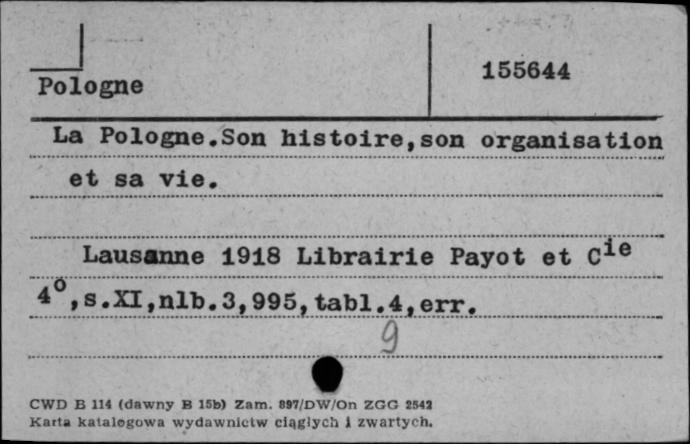 155644
Pologne
La Pologne.Son histoire,son organisation
et sa vie.
Lausanne 1918 Librairie Payot et Cie
4o,s.XI,nlb.3,995,tabl.4,err.
9
CWD B 114 (dawny B 15b) Zam. 897/DW/On ZGG 2542
Karta katalogowa wydawnictw ciągłych i zwartych.